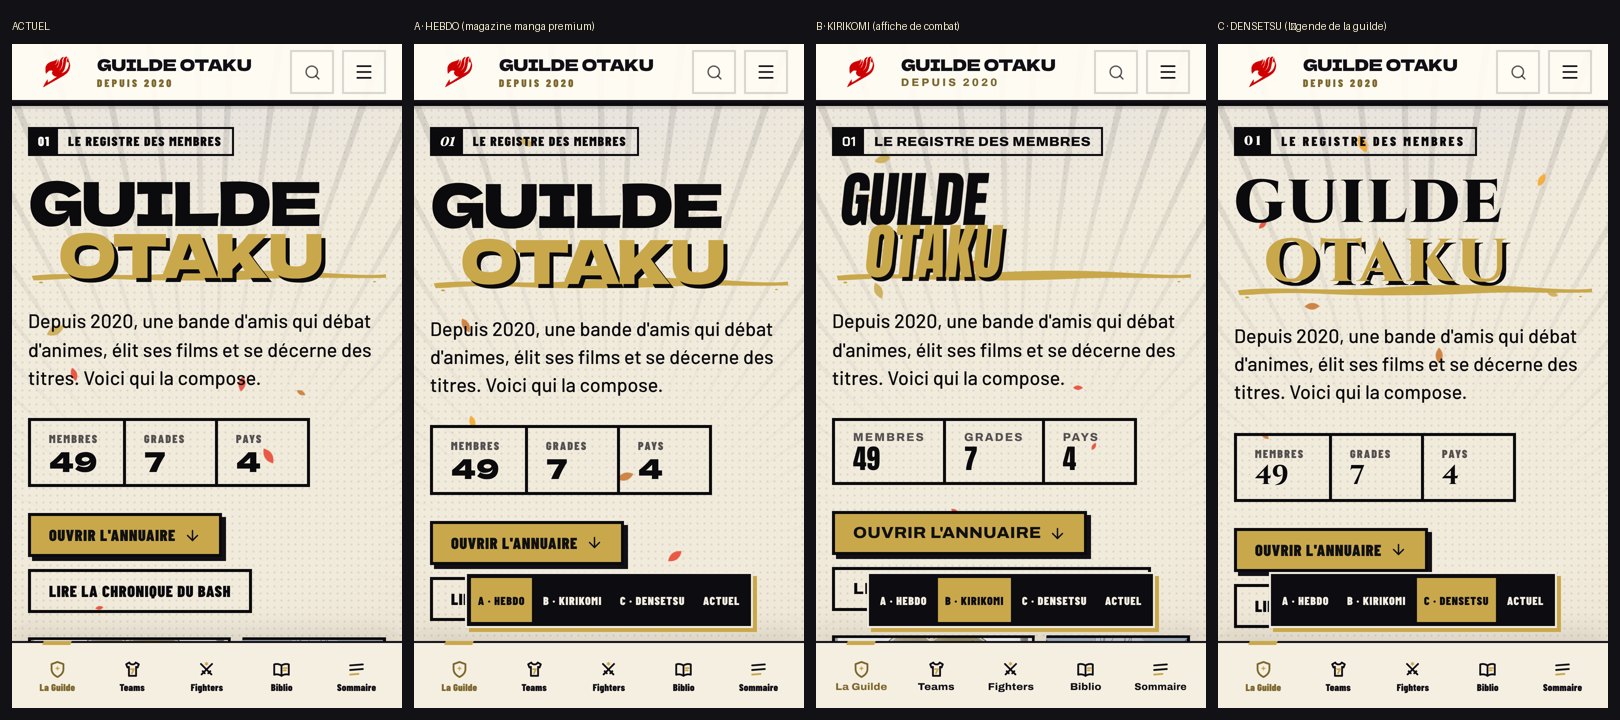 ACTUEL
GUILDE OTAKU
DEPUIS 2020
01 LE REGISTRE DES MEMBRES
GUILDE
OTAKU
Depuis 2020, une bande d'amis qui débat
d'animes, élit ses films et se décerne des
titres. Voici qui la compose.
MEMBRES GRADES PAYS
49 7 4
OUVRIR L'ANNUAIRE ↓
LIRE LA CHRONIQUE DU BASH
La Guilde Teams Fighters Biblio Sommaire
A · HEBDO (magazine manga premium)
GUILDE OTAKU
DEPUIS 2020
01 LE REGISTRE DES MEMBRES
GUILDE
OTAKU
Depuis 2020, une bande d'amis qui débat
d'animes, élit ses films et se décerne des
titres. Voici qui la compose.
MEMBRES GRADES PAYS
49 7 4
OUVRIR L'ANNUAIRE ↓
LI
A · HEBDO B · KIRIKOMI C · DENSETSU ACTUEL
La Guilde Teams Fighters Biblio Sommaire
B · KIRIKOMI (affiche de combat)
GUILDE OTAKU
DEPUIS 2020
01 LE REGISTRE DES MEMBRES
GUILDE
OTAKU
Depuis 2020, une bande d'amis qui débat
d'animes, élit ses films et se décerne des
titres. Voici qui la compose.
MEMBRES GRADES PAYS
49 7 4
OUVRIR L'ANNUAIRE ↓
L
A · HEBDO B · KIRIKOMI C · DENSETSU ACTUEL
La Guilde Teams Fighters Biblio Sommaire
C · DENSETSU (l▯gende de la guilde)
GUILDE OTAKU
DEPUIS 2020
01 LE REGISTRE DES MEMBRES
GUILDE
OTAKU
Depuis 2020, une bande d'amis qui débat
d'animes, élit ses films et se décerne des
titres. Voici qui la compose.
MEMBRES GRADES PAYS
49 7 4
OUVRIR L'ANNUAIRE ↓
LI
A · HEBDO B · KIRIKOMI C · DENSETSU ACTUEL
La Guilde Teams Fighters Biblio Sommaire